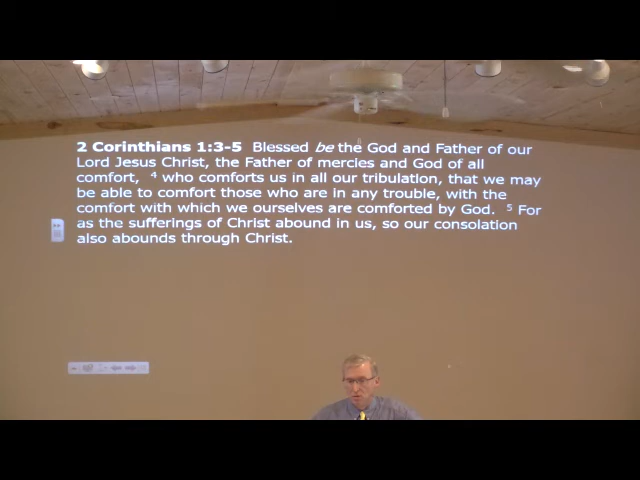 2 Corinthians 1:3-5 Blessed be the God and Father of our
Lord Jesus Christ, the Father of mercies and God of all
comfort, 4 who comforts us in all our tribulation, that we may
be able to comfort those who are in any trouble, with the
comfort with which we ourselves are comforted by God. 5 For
as the sufferings of Christ abound in us, so our consolation
also abounds through Christ.